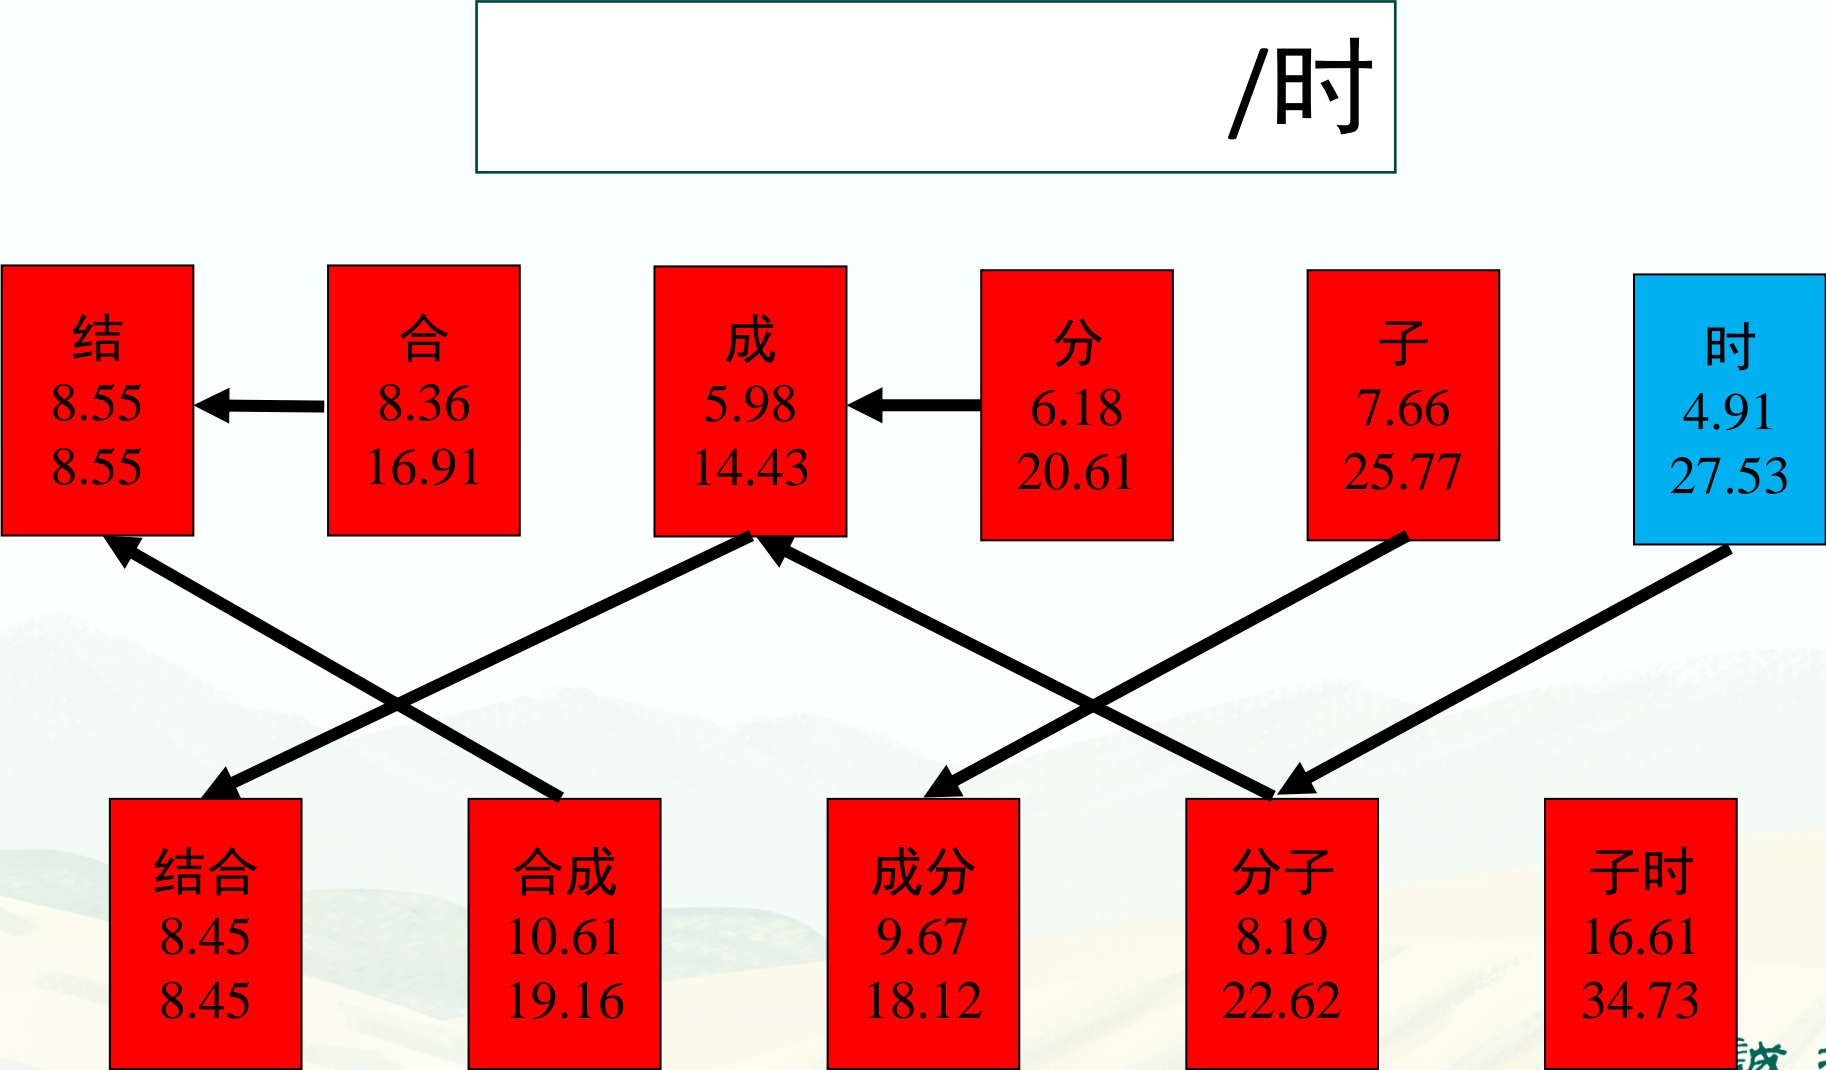 /时
结
8.55
8.55
合
8.36
16.91
成
5.98
14.43
分
6.18
20.61
子
7.66
25.77
时
4.91
27.53
结合
8.45
8.45
合成
10.61
19.16
成分
9.67
18.12
分子
8.19
22.62
子时
16.61
34.73